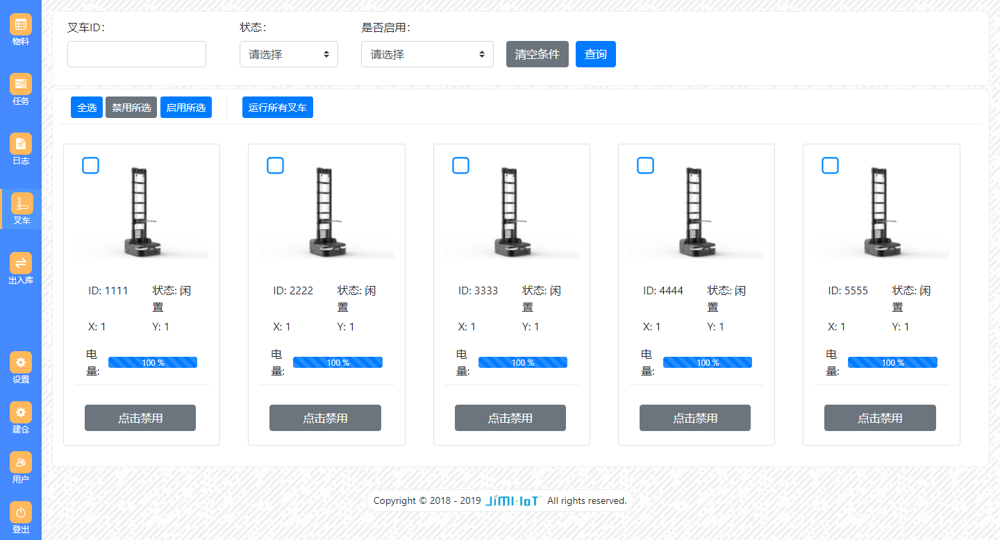 物料
任务
日志
叉车
出入库
设置
建仓
用户
登出
叉车ID：
状态：
是否启用：
请选择
请选择
清空条件
查询
全选
禁用所选
启用所选
运行所有叉车
ID: 1111
状态: 闲
置
X: 1
Y: 1
电
量:
100 %
点击禁用
ID: 2222
状态: 闲
置
X: 1
Y: 1
电
量:
100 %
点击禁用
ID: 3333
状态: 闲
置
X: 1
Y: 1
电
量:
100 %
点击禁用
ID: 4444
状态: 闲
置
X: 1
Y: 1
电
量:
100 %
点击禁用
ID: 5555
状态: 闲
置
X: 1
Y: 1
电
量:
100 %
点击禁用
Copyright © 2018 - 2019 JiMI·IoT All rights reserved.